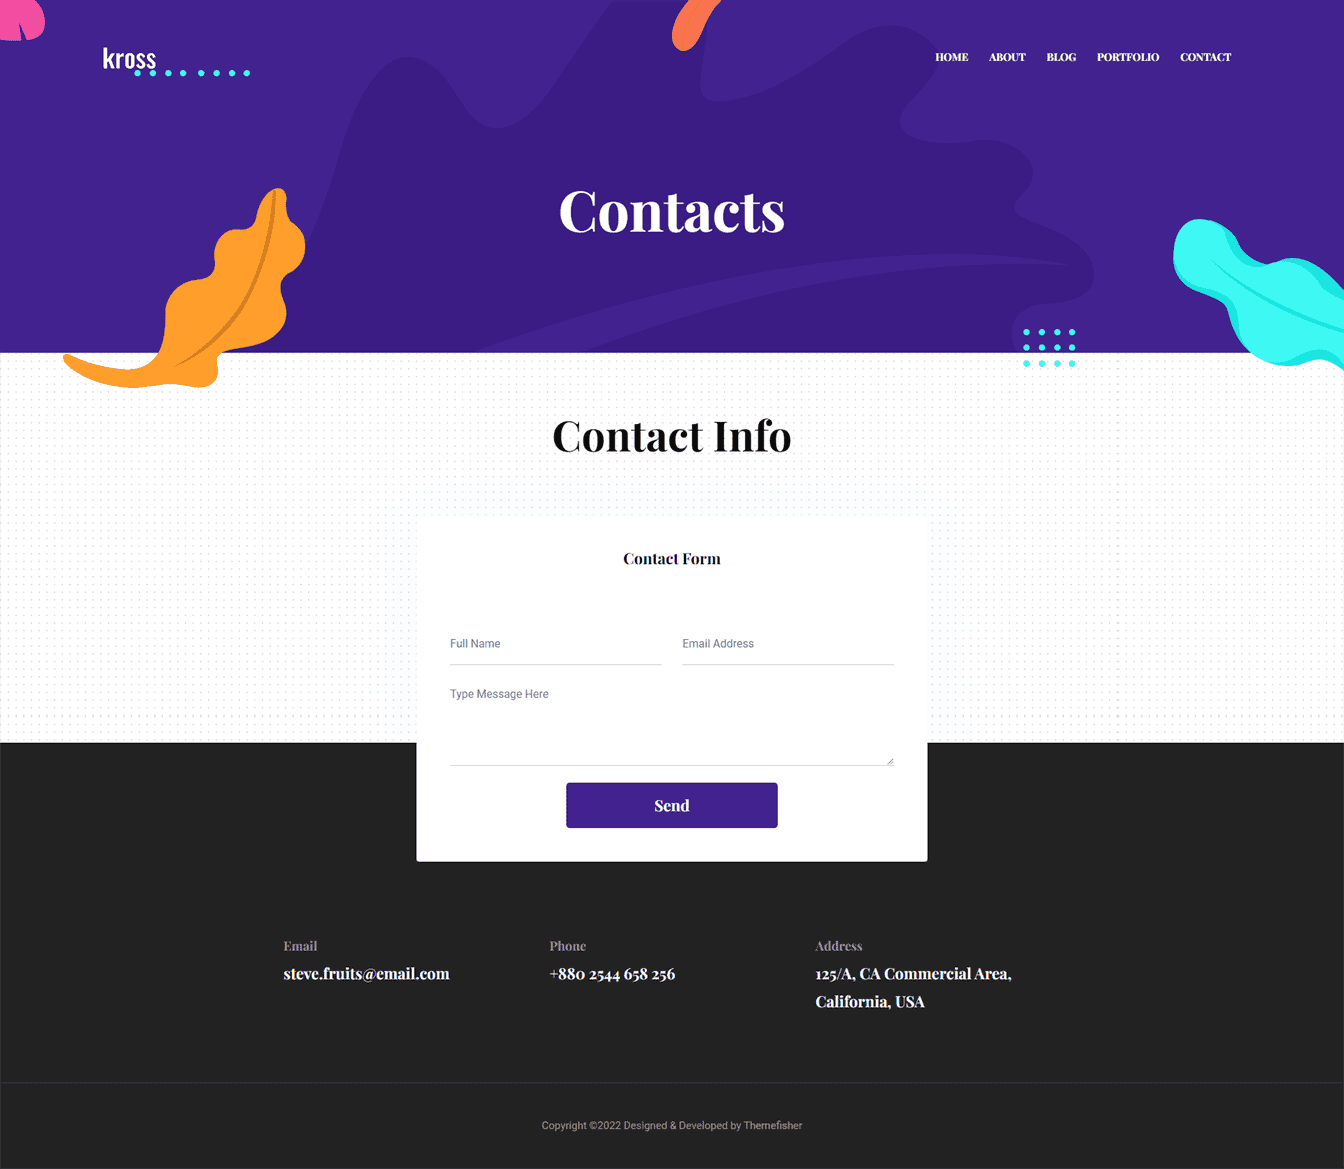 kross
HOME ABOUT BLOG PORTFOLIO CONTACT
Contacts
Contact Info
Contact Form
Full Name
Email Address
Type Message Here
Send
Email
steve.fruits@email.com
Phone
+880 2544 658 256
Address
125/A, CA Commercial Area,
California, USA
Copyright ©2022 Designed & Developed by Themefisher